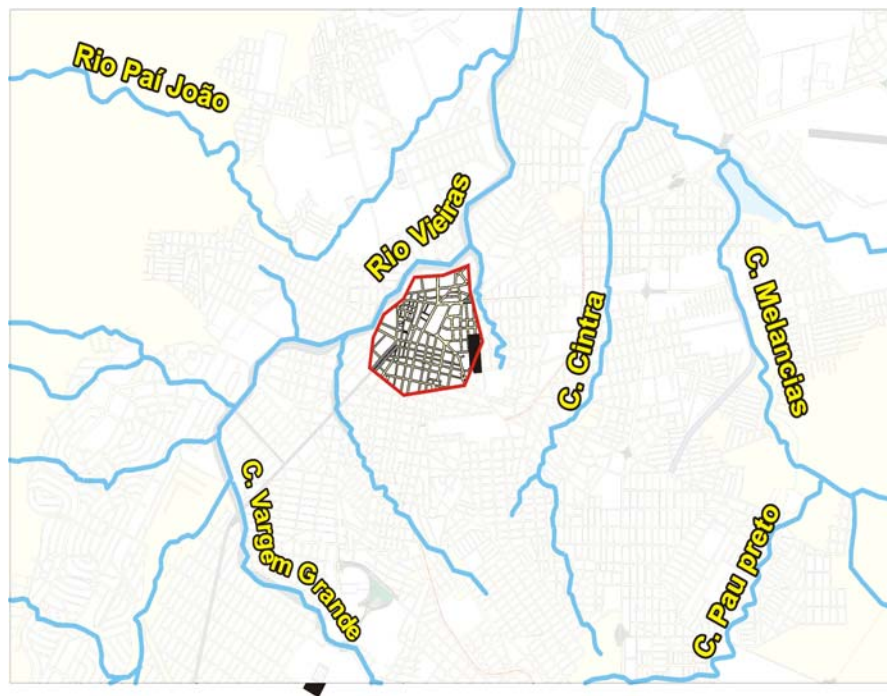 Rio Paí João
Rio Vieiras
C. Cintra
C. Melancias
C. Vargem Grande
C. Pau preto